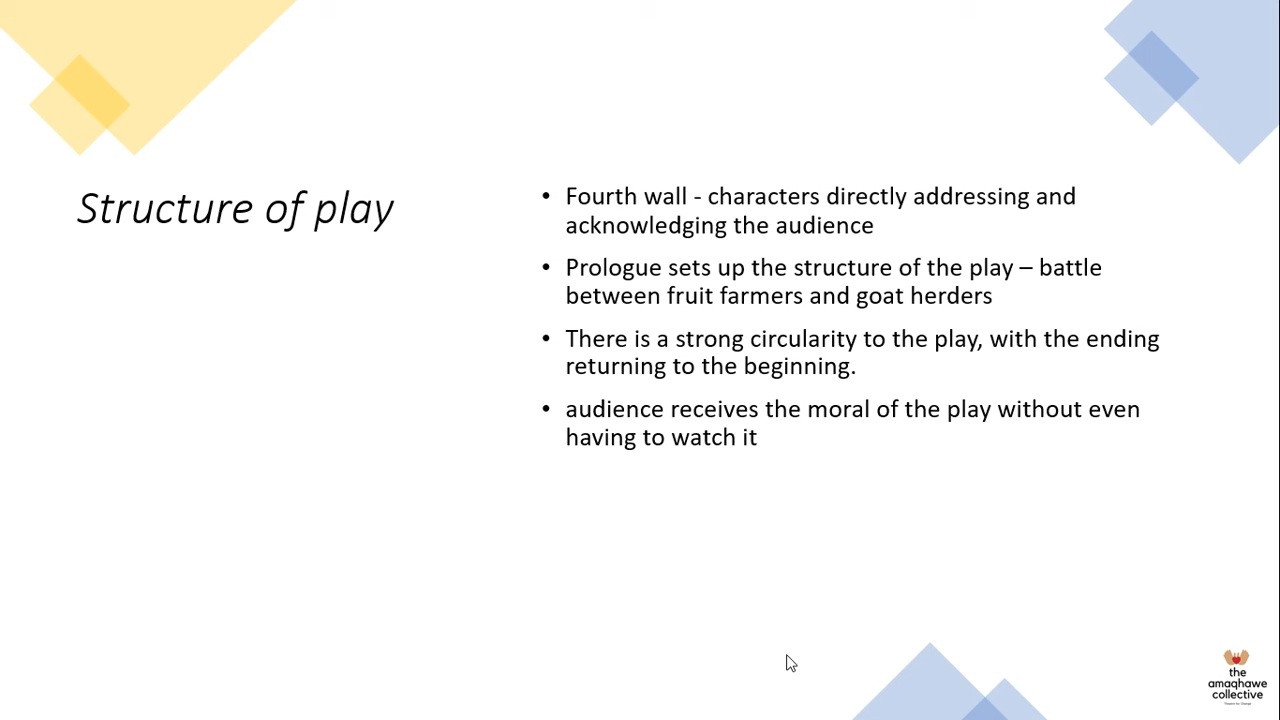 Structure of play
• Fourth wall - characters directly addressing and
acknowledging the audience
• Prologue sets up the structure of the play – battle
between fruit farmers and goat herders
• There is a strong circularity to the play, with the ending
returning to the beginning.
• audience receives the moral of the play without even
having to watch it
the
amaqhawe
collective